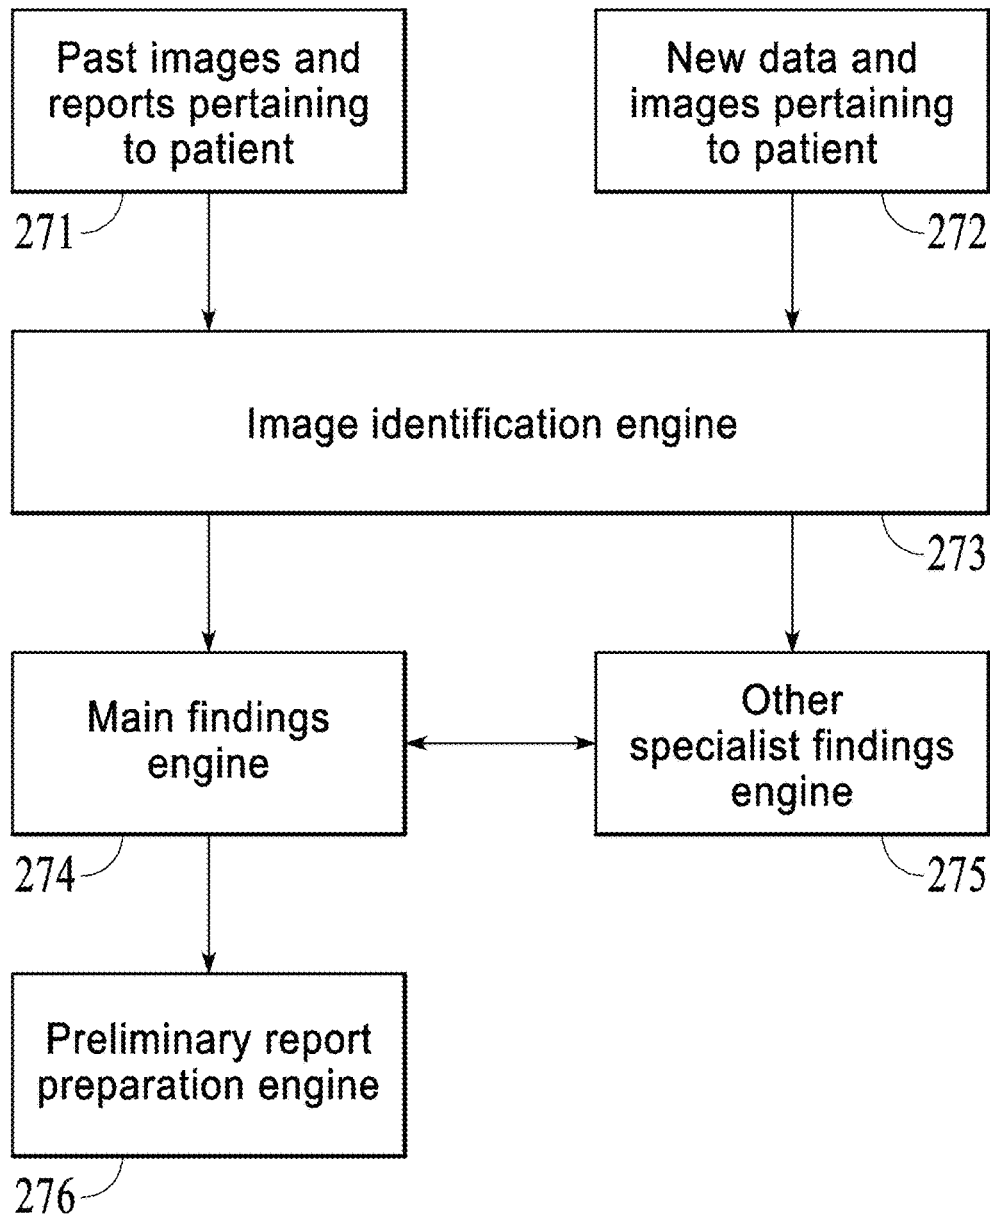 Past images and
reports pertaining
to patient
271
New data and
images pertaining
to patient
272
Image identification engine
273
Main findings
engine
274
Other
specialist findings
engine
275
Preliminary report
preparation engine
276